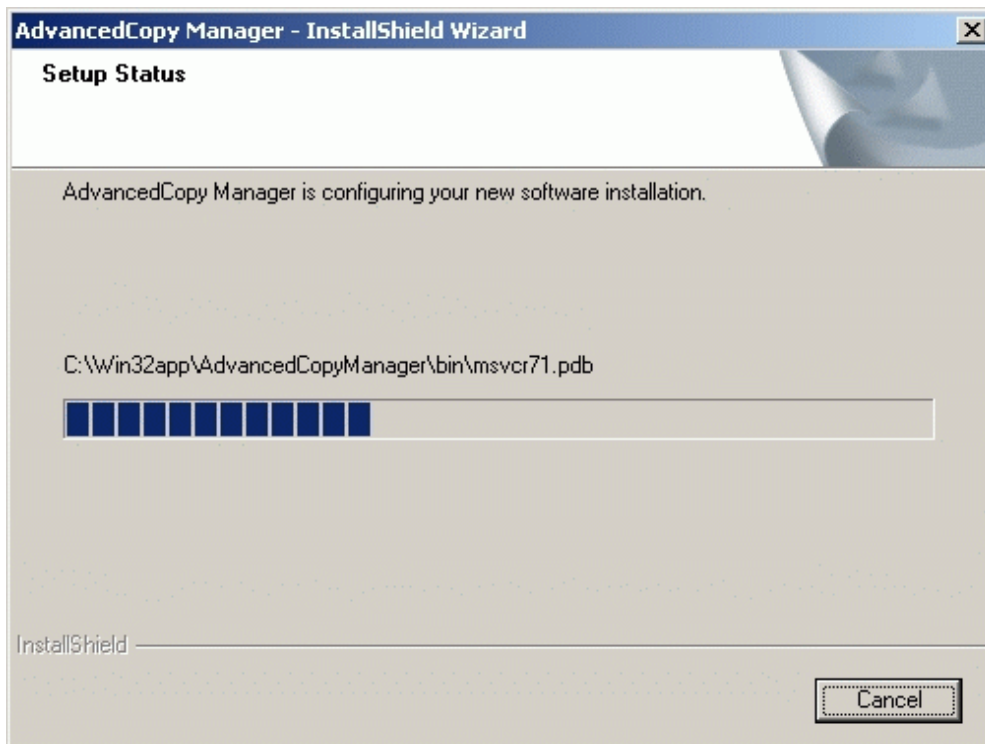 AdvancedCopy Manager - InstallShield Wizard
Setup Status
AdvancedCopy Manager is configuring your new software installation.
C:\Win32app\AdvancedCopyManager\bin\msvcr71.pdb
InstallShield
Cancel